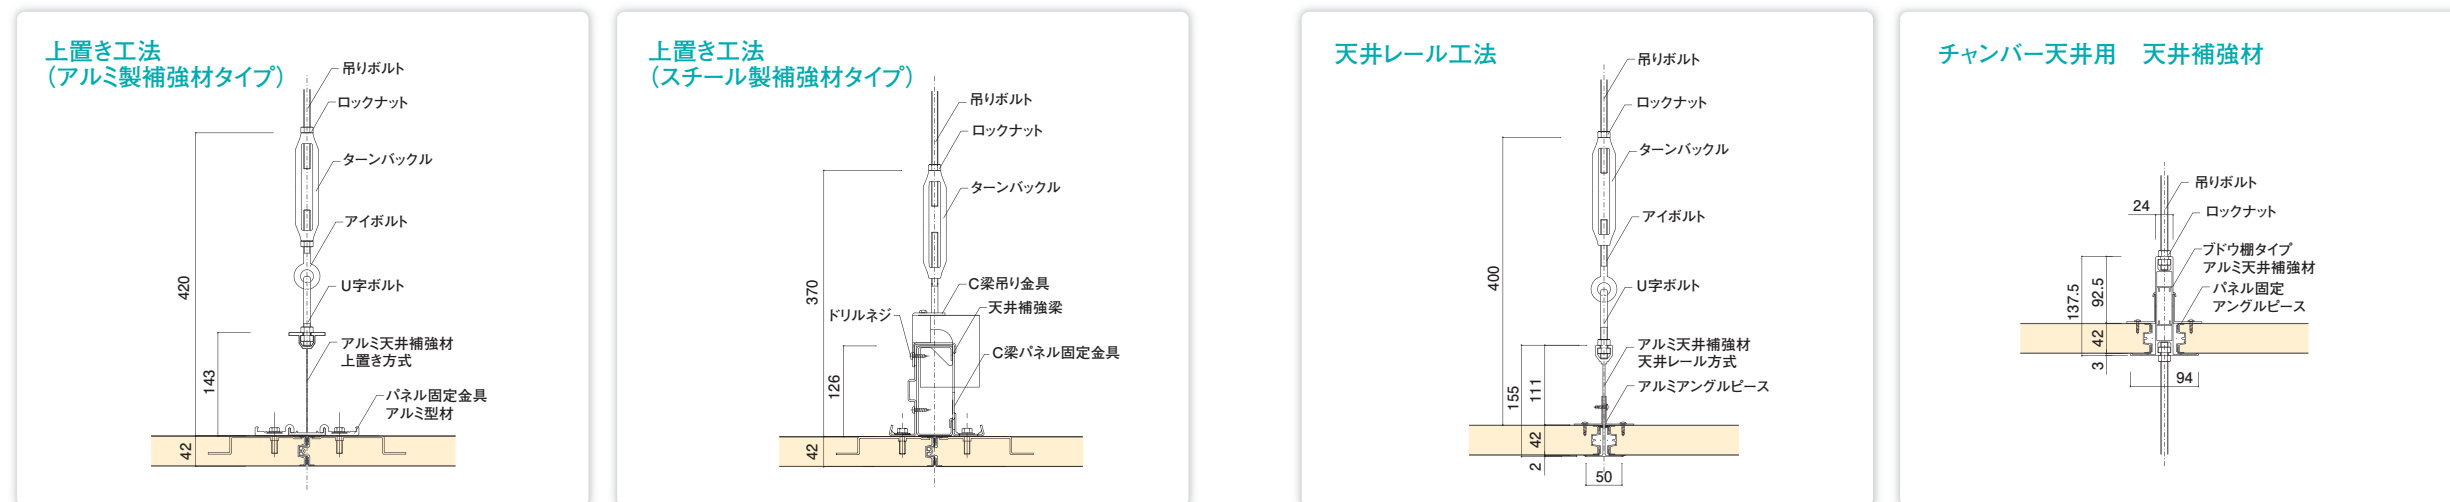 上置き工法
（アルミ製補強材タイプ）
吊りボルト
ロックナット
ターンバックル
アイボルト
U字ボルト
アルミ天井補強材
上置き方式
パネル固定金具
アルミ型材
420
143
42
上置き工法
（スチール製補強材タイプ）
吊りボルト
ロックナット
ターンバックル
C梁吊り金具
天井補強梁
ドリルネジ
C梁パネル固定金具
370
126
42
天井レール工法
吊りボルト
ロックナット
ターンバックル
アイボルト
U字ボルト
アルミ天井補強材
天井レール方式
アルミアングルピース
400
155
111
42
2
50
チャンバー天井用　天井補強材
吊りボルト
24
ロックナット
ブドウ棚タイプ
アルミ天井補強材
パネル固定
アングルピース
137.5
92.5
42
3
94